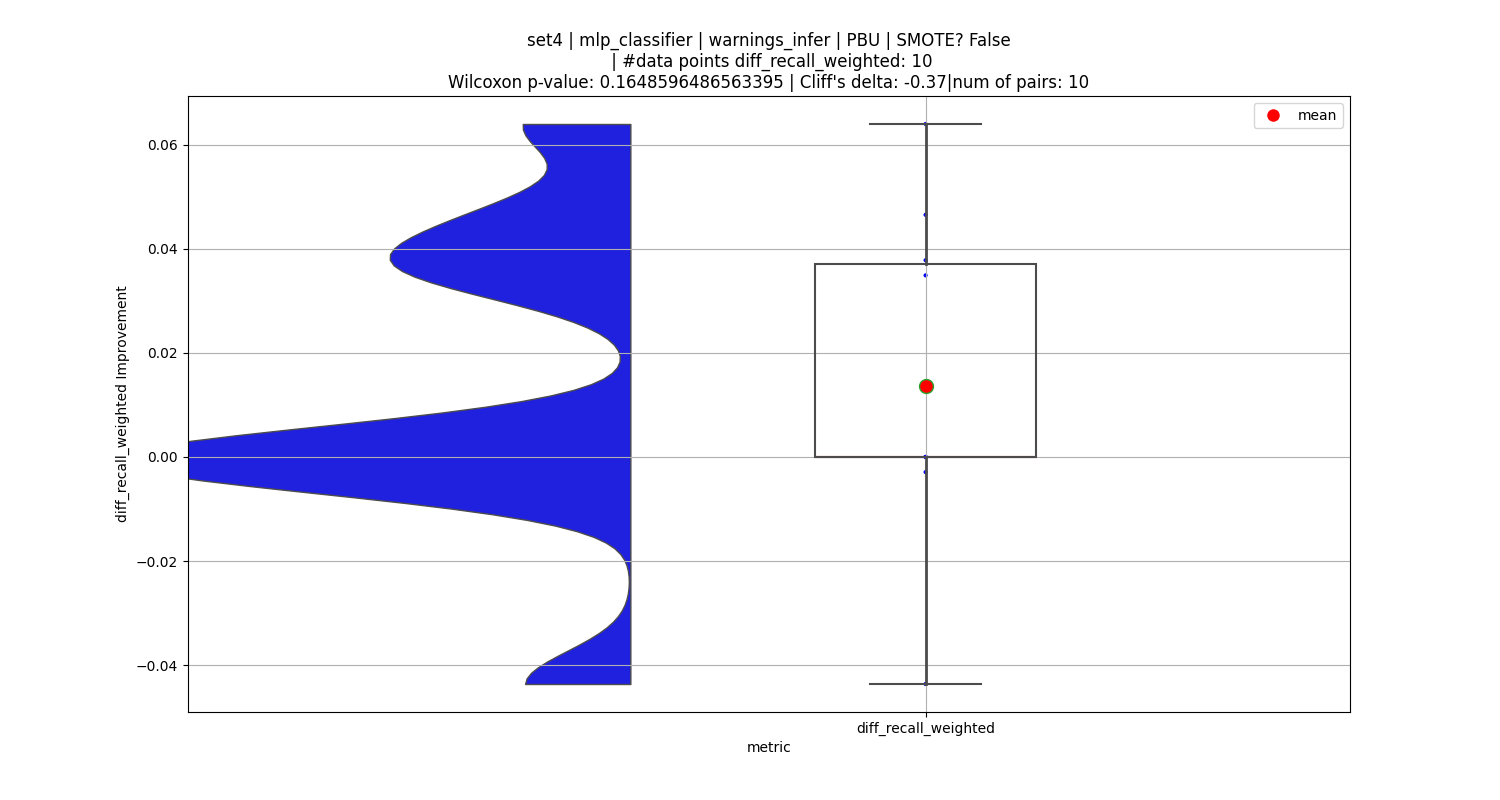 set4 | mlp_classifier | warnings_infer | PBU | SMOTE? False
| #data points diff_recall_weighted: 10
Wilcoxon p-value: 0.1648596486563395 | Cliff's delta: -0.37|num of pairs: 10
mean
0.06
0.04
0.02
0.00
−0.02
−0.04
diff_recall_weighted Improvement
diff_recall_weighted
metric